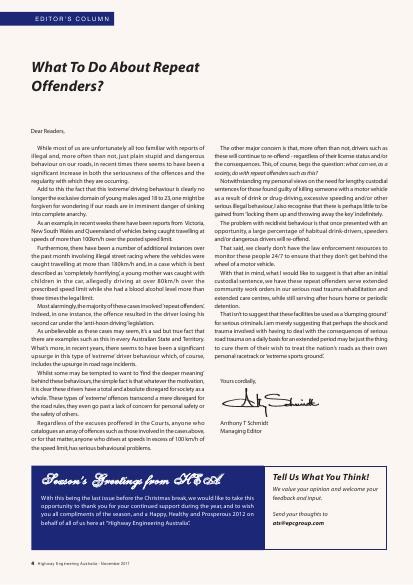 EDITOR'S COLUMN
What To Do About Repeat
Offenders?
Dear Readers,
While most of us are unfortunately all too familiar with reports of
illegal and, more often than not, just plain stupid and dangerous
behaviour on our roads, in recent times there seems to have been a
significant increase in both the seriousness of the offences and the
regularity with which they are occurring.
Add to this the fact that this 'extreme' driving behaviour is clearly no
longer the exclusive domain of young males aged 18 to 23, one might be
forgiven for wondering if our roads are in imminent danger of sinking
into complete anarchy.
As an example, in recent weeks there have been reports from Victoria,
New South Wales and Queensland of vehicles being caught travelling at
speeds of more than 100km/h over the posted speed limit.
Furthermore, there have been a number of additional instances over
the past month involving illegal street racing where the vehicles were
caught travelling at more than 180km/h and, in a case which is best
described as 'completely horrifying', a young mother was caught with
children in the car, allegedly driving at over 80km/h over the
prescribed speed limit while she had a blood alcohol level more than
three times the legal limit.
Most alarmingly, the majority of these cases involved 'repeat offenders'.
Indeed, in one instance, the offence resulted in the driver losing his
second car under the 'anti-hoon driving' legislation.
As unbelievable as these cases may seem, it's a sad but true fact that
there are examples such as this in every Australian State and Territory.
What's more, in recent years, there seems to have been a significant
upsurge in this type of 'extreme' driver behaviour which, of course,
includes the upsurge in road rage incidents.
Whilst some may be tempted to want to 'find the deeper meaning'
behind these behaviours, the simple fact is that whatever the motivation,
it is clear these drivers have a total and absolute disregard for society as a
whole. These types of 'extreme' offences transcend a mere disregard for
the road rules, they even go past a lack of concern for personal safety or
the safety of others.
Regardless of the excuses proffered in the Courts, anyone who
catalogues an array of offences such as those involved in the cases above,
or for that matter, anyone who drives at speeds in excess of 100 km/h of
the speed limit, has serious behavioural problems.
The other major concern is that, more often than not, drivers such as
these will continue to re-offend - regardless of their license status and/or
the consequences. This, of course, begs the question: what can we, as a
society, do with repeat offenders such as this?
Notwithstanding my personal views on the need for lengthy custodial
sentences for those found guilty of killing someone with a motor vehicle
as a result of drink or drug-driving, excessive speeding and/or other
serious illegal behaviour, I also recognise that there is perhaps little to be
gained from 'locking them up and throwing away the key' indefinitely.
The problem with recidivist behaviour is that once presented with an
opportunity, a large percentage of habitual drink-drivers, speeders
and/or dangerous drivers will re-offend.
That said, we clearly don't have the law enforcement resources to
monitor these people 24/7 to ensure that they don't get behind the
wheel of a motor vehicle.
With that in mind, what I would like to suggest is that after an initial
custodial sentence, we have these repeat offenders serve extended
community work orders in our serious road trauma rehabilitation and
extended care centres, while still serving after hours home or periodic
detention.
That isn't to suggest that these facilities be used as a 'dumping ground'
for serious criminals. I am merely suggesting that perhaps the shock and
trauma involved with having to deal with the consequences of serious
road trauma on a daily basis for an extended period may be just the thing
to cure them of their wish to treat the nation's roads as their own
personal racetrack or 'extreme sports ground'.
Yours cordially,
Anthony T Schmidt
Managing Editor
Season's Greetings from HEA
With this being the last issue before the Christmas break, we would like to take this
opportunity to thank you for your continued support during the year, and to wish
you all compliments of the season, and a Happy, Healthy and Prosperous 2012 on
behalf of all of us here at "Highway Engineering Australia".
Tell Us What You Think!
We value your opinion and welcome your
feedback and input.
Send your thoughts to
ats@epcgroup.com
4 Highway Engineering Australia - November 2011